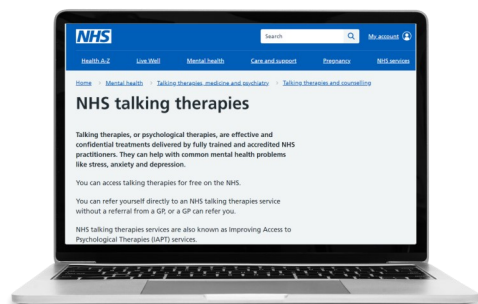 NHS
Search
My account
Health A-Z Live Well Mental health Care and support Pregnancy NHS services
Home > Mental health > Talking therapies, medicine and psychiatry > Talking therapies and counselling
NHS talking therapies
Talking therapies, or psychological therapies, are effective and
confidential treatments delivered by fully trained and accredited NHS
practitioners. They can help with common mental health problems
like stress, anxiety and depression.
You can access talking therapies for free on the NHS.
You can refer yourself directly to an NHS talking therapies service
without a referral from a GP, or a GP can refer you.
NHS talking therapies services are also known as Improving Access to
Psychological Therapies (IAPT) services.